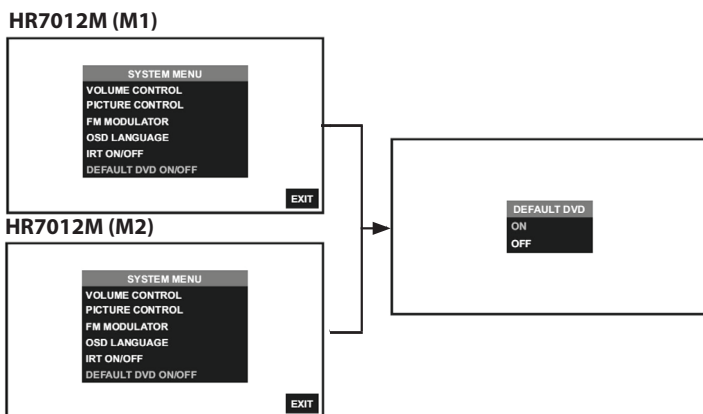 HR7012M (M1)
SYSTEM MENU
VOLUME CONTROL
PICTURE CONTROL
FM MODULATOR
OSD LANGUAGE
IRT ON/OFF
DEFAULT DVD ON/OFF
EXIT
HR7012M (M2)
SYSTEM MENU
VOLUME CONTROL
PICTURE CONTROL
FM MODULATOR
OSD LANGUAGE
IRT ON/OFF
DEFAULT DVD ON/OFF
EXIT
DEFAULT DVD
ON
OFF